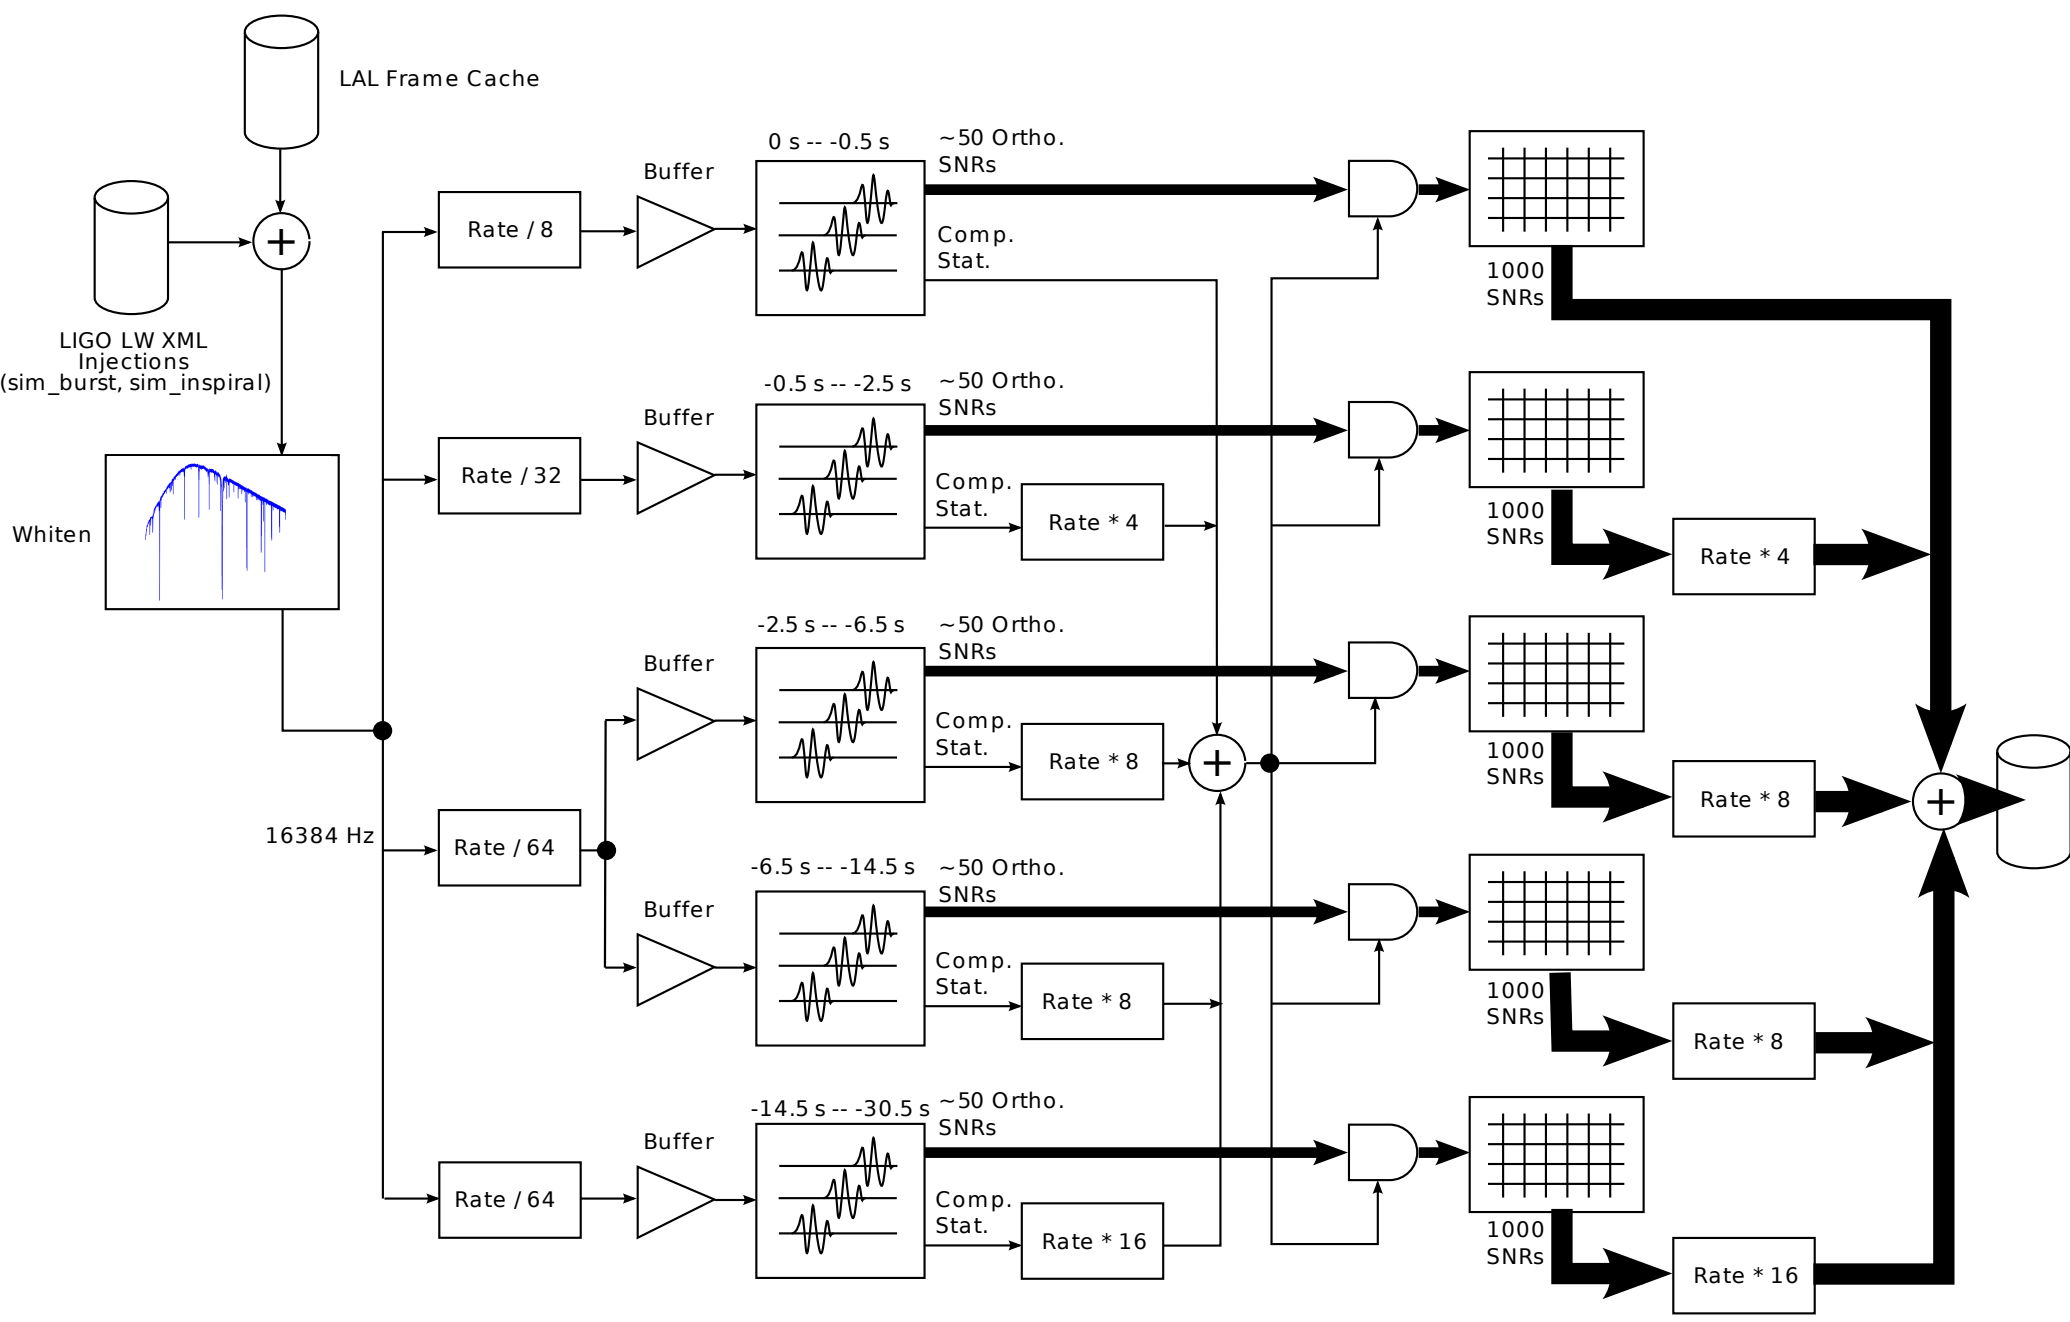 LAL Frame Cache
LIGO LW XML
Injections
(sim_burst, sim_inspiral)
Whiten
16384 Hz
Rate / 8
Buffer
0 s -- -0.5 s
~50 Ortho.
SNRs
Comp.
Stat.
1000
SNRs
Rate / 32
Buffer
-0.5 s -- -2.5 s
~50 Ortho.
SNRs
Comp.
Stat.
Rate * 4
1000
SNRs
Rate * 4
Rate / 64
Buffer
-2.5 s -- -6.5 s
~50 Ortho.
SNRs
Comp.
Stat.
Rate * 8
1000
SNRs
Rate * 8
Buffer
-6.5 s -- -14.5 s
~50 Ortho.
SNRs
Comp.
Stat.
Rate * 8
1000
SNRs
Rate * 8
Rate / 64
Buffer
-14.5 s -- -30.5 s
~50 Ortho.
SNRs
Comp.
Stat.
Rate * 16
1000
SNRs
Rate * 16